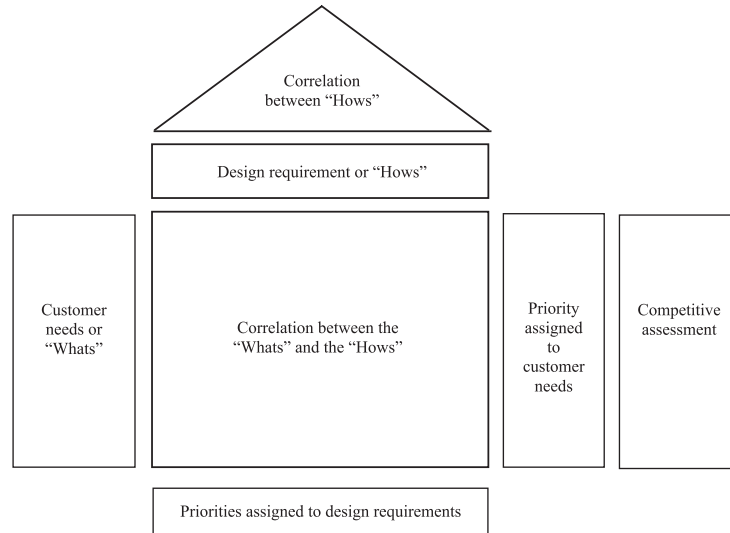 Correlation
between “Hows”
Design requirement or “Hows”
Customer
needs or
“Whats”
Correlation between the
“Whats” and the “Hows”
Priority
assigned
to
customer
needs
Competitive
assessment
Priorities assigned to design requirements